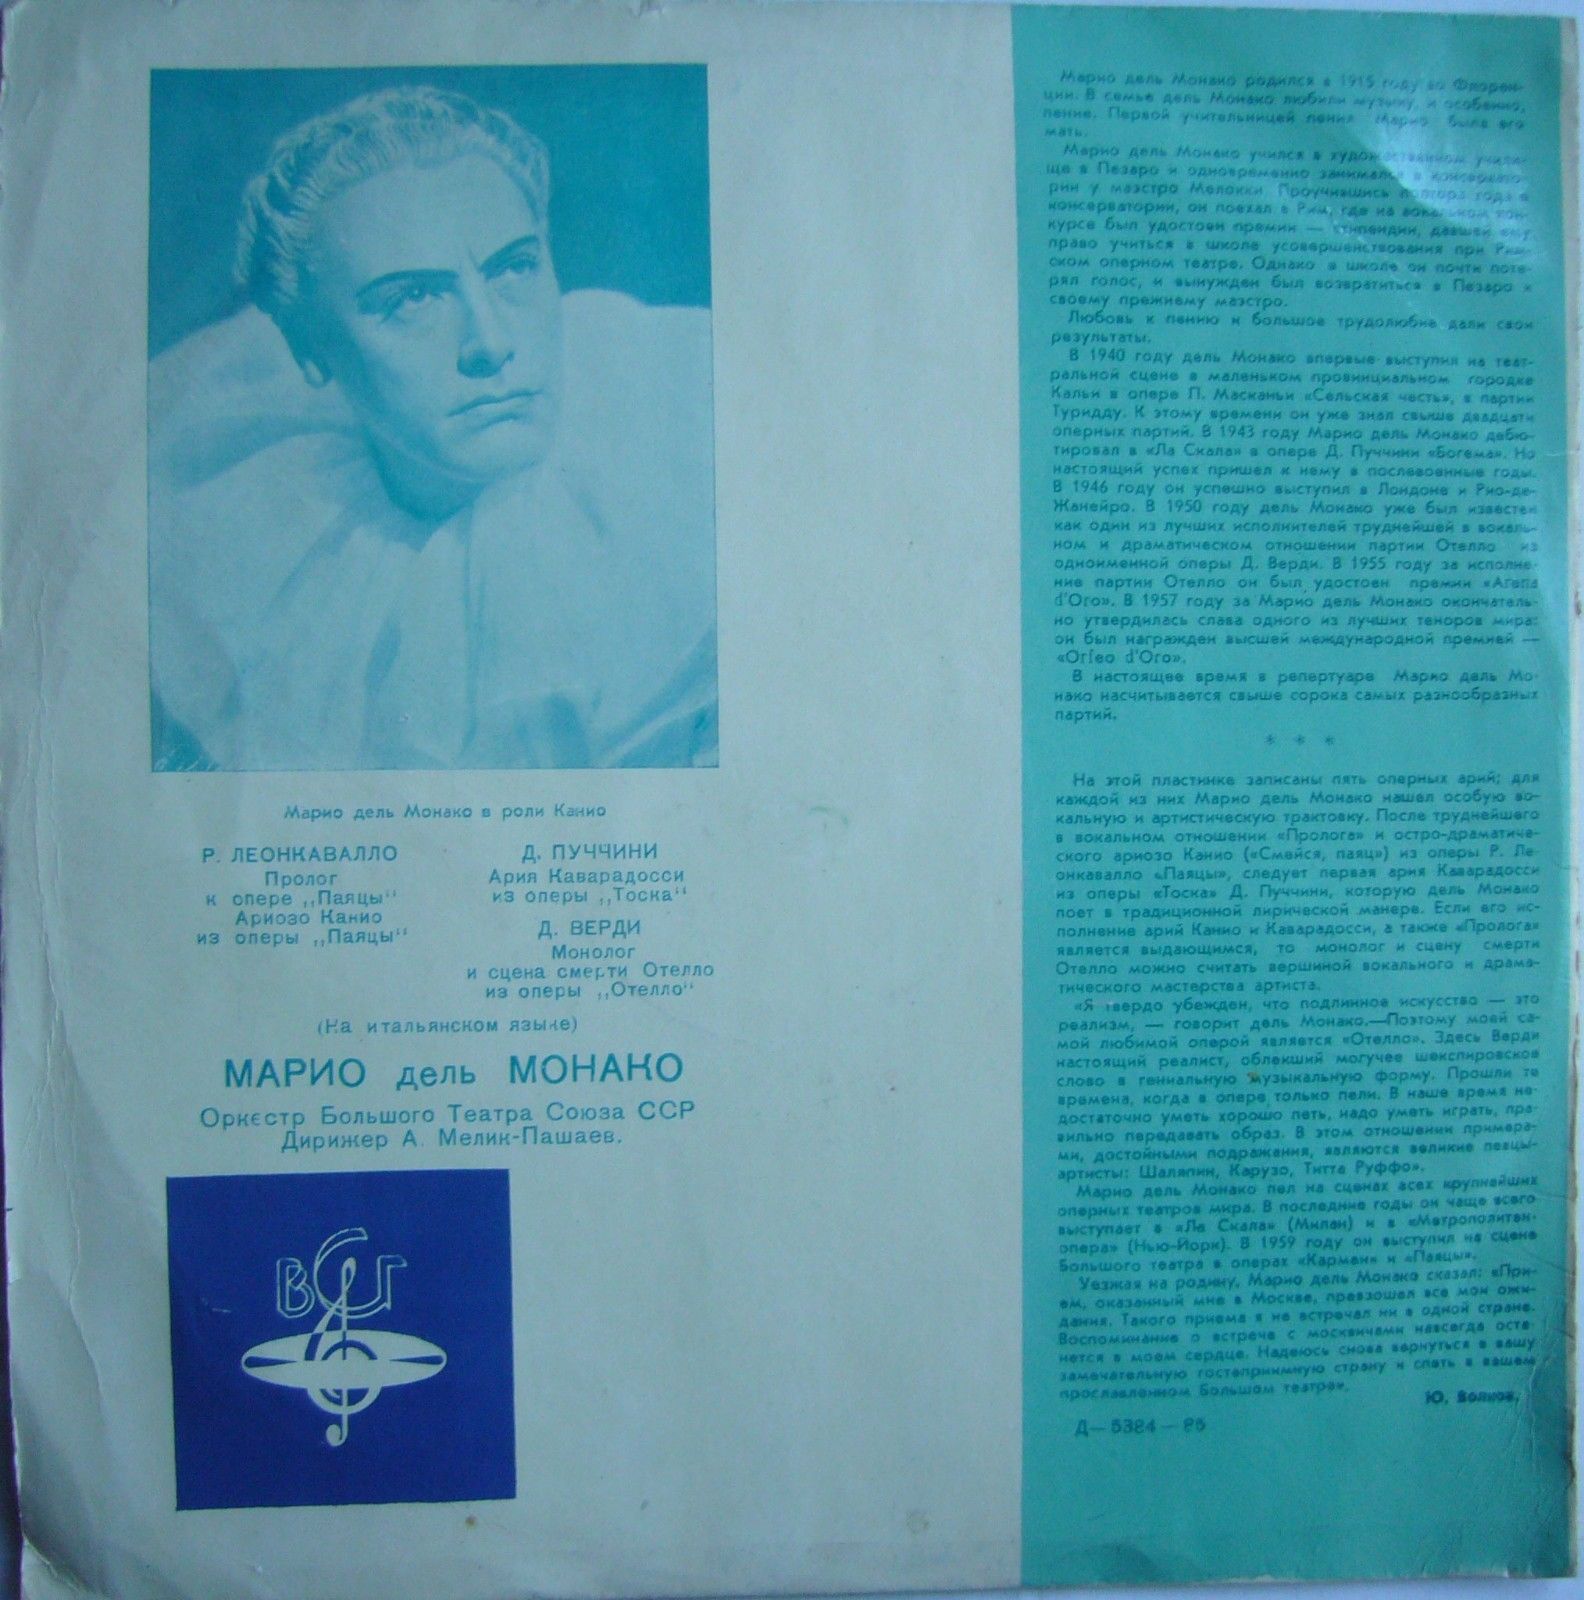 Марио дель Монако в роли Канио
Р. ЛЕОНКАВАЛЛО
Пролог
к опере „Паяцы"
Ариозо Канио
из оперы „Паяцы"
Д. ПУЧЧИНИ
Ария Каварадосси
из оперы „Тоска"
Д. ВЕРДИ
Монолог
и сцена смерти Отелло
из оперы „Отелло"
(На итальянском языке)
МАРИО дель МОНАКО
Оркестр Большого Театра Союза ССР
Дирижер А. Мелик-Пашаев.
ВСГ
Марио дель Монако родился в 1915 году во Флорен-
ции. В семье дель Монако любили музыку, и особенно,
пение. Первой учительницей пения Марио была его
мать.
Марио дель Монако учился в художественном учили-
ще в Пезаро и одновременно занимался в консервато-
рии у маэстро Мелокки. Проучившись полтора года в
консерватории, он поехал в Рим, где на вокальном кон-
курсе был удостоен премии — стипендии, давшей ему
право учиться в школе усовершенствования при Рим-
ском оперном театре. Однако в школе он почти поте-
рял голос, и вынужден был возвратиться в Пезаро к
своему прежнему маэстро.
Любовь к пению и большое трудолюбие дали свои
результаты.
В 1940 году дель Монако впервые выступил на теат-
ральной сцене в маленьком провинциальном городке
Кальи в опере П. Масканьи «Сельская честь», в партии
Туридду. К этому времени он уже знал свыше двадцати
оперных партий. В 1943 году Марио дель Монако дебю-
тировал в «Ла Скала» в опере Д. Пуччини «Богема». Но
настоящий успех пришел к нему в послевоенные годы.
В 1946 году он успешно выступил в Лондоне и Рио-де-
Жанейро. В 1950 году дель Монако уже был известен
как один из лучших исполнителей труднейшей в вокаль-
ном и драматическом отношении партии Отелло из
одноименной оперы Д. Верди. В 1955 году за исполне-
ние партии Отелло он был удостоен премии «Arena
d'Oro». В 1957 году за Марио дель Монако окончатель-
но утвердилась слава одного из лучших теноров мира:
он был награжден высшей международной премией —
«Orfeo d'Oro».
В настоящее время в репертуаре Марио дель Мо-
нако насчитывается свыше сорока самых разнообразных
партий.
* * *
На этой пластинке записаны пять оперных арий; для
каждой из них Марио дель Монако нашел особую во-
кальную и артистическую трактовку. После труднейшего
в вокальном отношении «Пролога» и остро-драматиче-
ского ариозо Канио («Смейся, паяц») из оперы Р. Ле-
онкавалло «Паяцы», следует первая ария Каварадосси
из оперы «Тоска» Д. Пуччини, которую дель Монако
поет в традиционной лирической манере. Если его ис-
полнение арий Канио и Каварадосси, а также «Пролога»
является выдающимся, то монолог и сцену смерти
Отелло можно считать вершиной вокального и драма-
тического мастерства артиста.
«Я твердо убежден, что подлинное искусство — это
реализм, — говорит дель Монако.—Поэтому моей са-
мой любимой оперой является «Отелло». Здесь Верди
настоящий реалист, облекший могучее шекспировское
слово в гениальную музыкальную форму. Прошли те
времена, когда в опере только пели. В наше время не-
достаточно уметь хорошо петь, надо уметь играть, пра-
вильно передавать образ. В этом отношении примера-
ми, достойными подражания, являются великие певцы-
артисты: Шаляпин, Карузо, Титта Руффо».
Марио дель Монако пел на сценах всех крупнейших
оперных театров мира. В последние годы он чаще всего
выступает в «Ла Скала» (Милан) и в «Метрополитен-
опера» (Нью-Йорк). В 1959 году он выступил на сцене
Большого театра в операх «Кармен» и «Паяцы».
Уезжая на родину, Марио дель Монако сказал: «При-
ем, оказанный мне в Москве, превзошел все мои ожи-
дания. Такого приема я не встречал ни в одной стране.
Воспоминание о встрече с москвичами навсегда оста-
нется в моем сердце. Надеюсь снова вернуться в вашу
замечательную гостеприимную страну и спеть в вашем
прославленном Большом театре».
Ю. Волков.
Д—5384—85